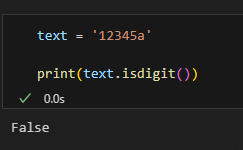 text = '12345a'
print(text.isdigit())
0.0s
False